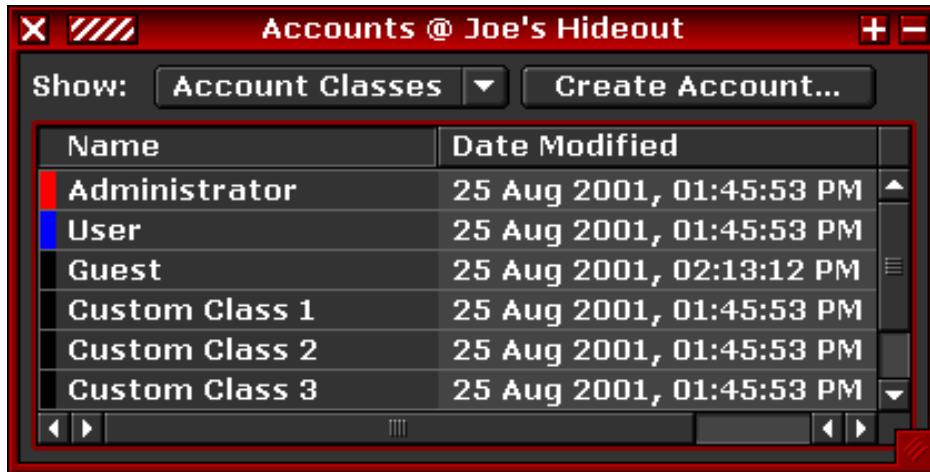 Accounts @ Joe's Hideout
Show: Account Classes Create Account...
Name Date Modified
Administrator 25 Aug 2001, 01:45:53 PM
User 25 Aug 2001, 01:45:53 PM
Guest 25 Aug 2001, 02:13:12 PM
Custom Class 1 25 Aug 2001, 01:45:53 PM
Custom Class 2 25 Aug 2001, 01:45:53 PM
Custom Class 3 25 Aug 2001, 01:45:53 PM